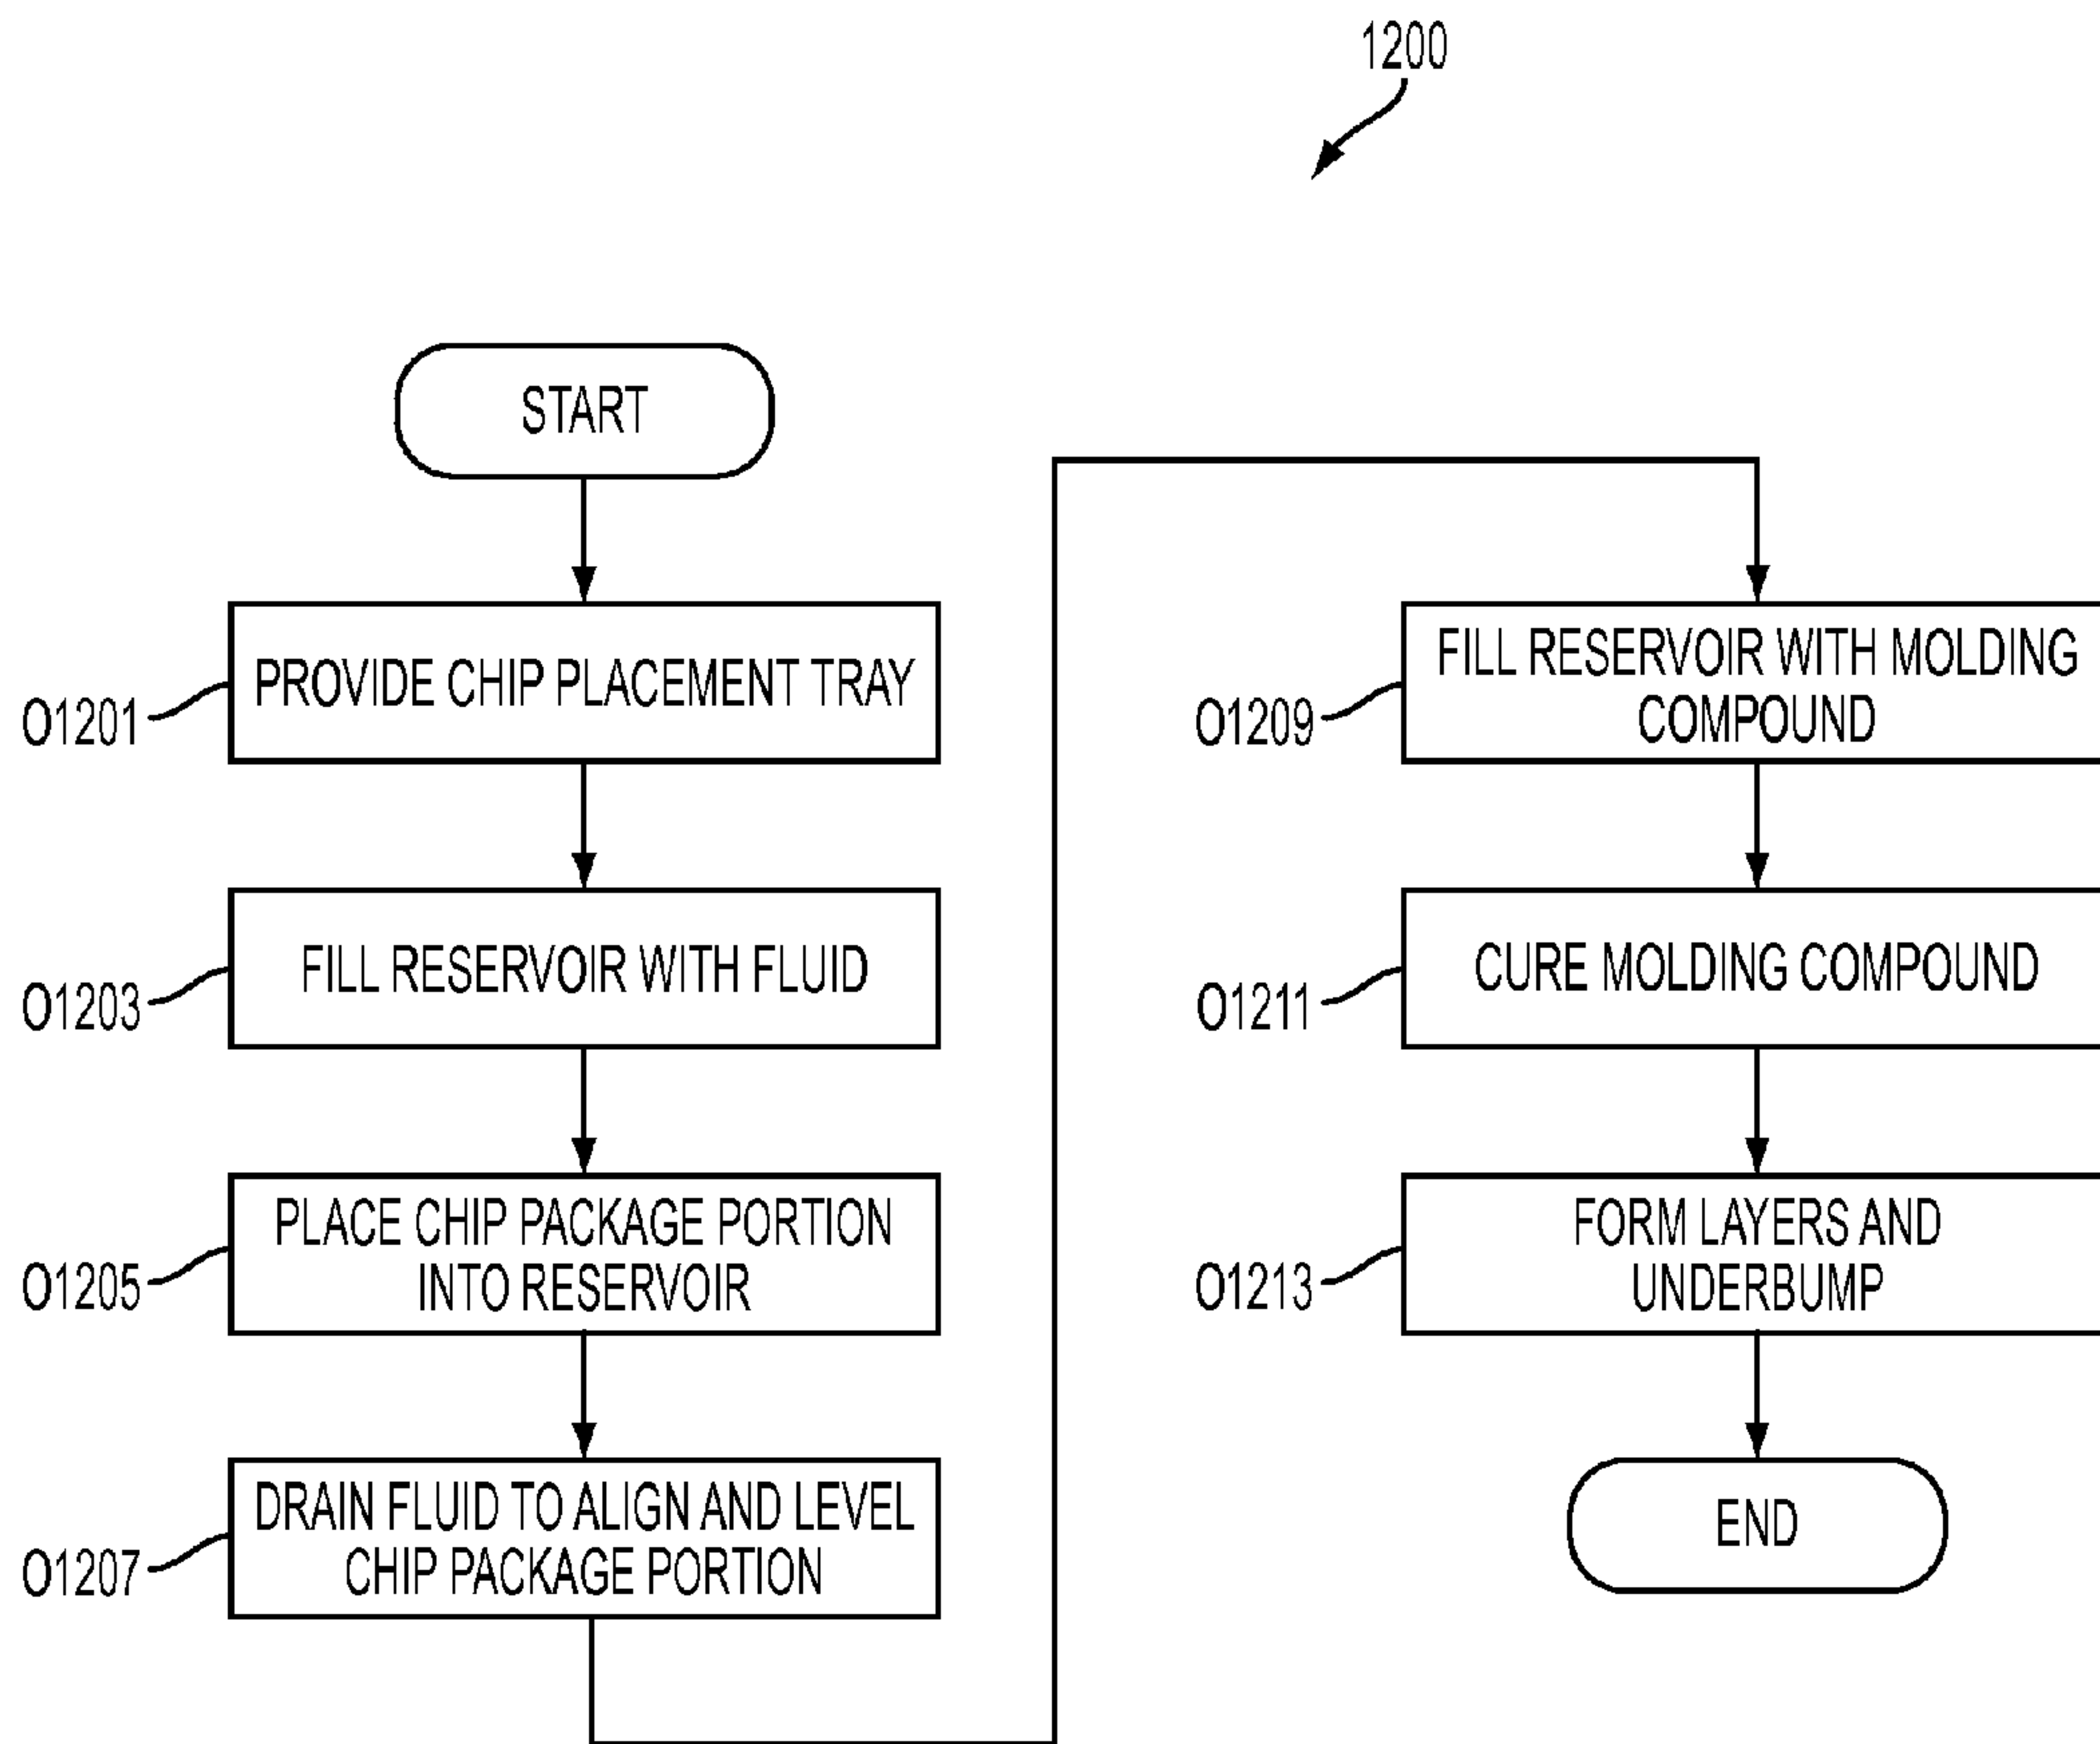 1200
START
PROVIDE CHIP PLACEMENT TRAY
O1201
FILL RESERVOIR WITH FLUID
O1203
PLACE CHIP PACKAGE PORTION
INTO RESERVOIR
O1205
DRAIN FLUID TO ALIGN AND LEVEL
CHIP PACKAGE PORTION
O1207
FILL RESERVOIR WITH MOLDING
COMPOUND
O1209
CURE MOLDING COMPOUND
O1211
FORM LAYERS AND
UNDERBUMP
O1213
END